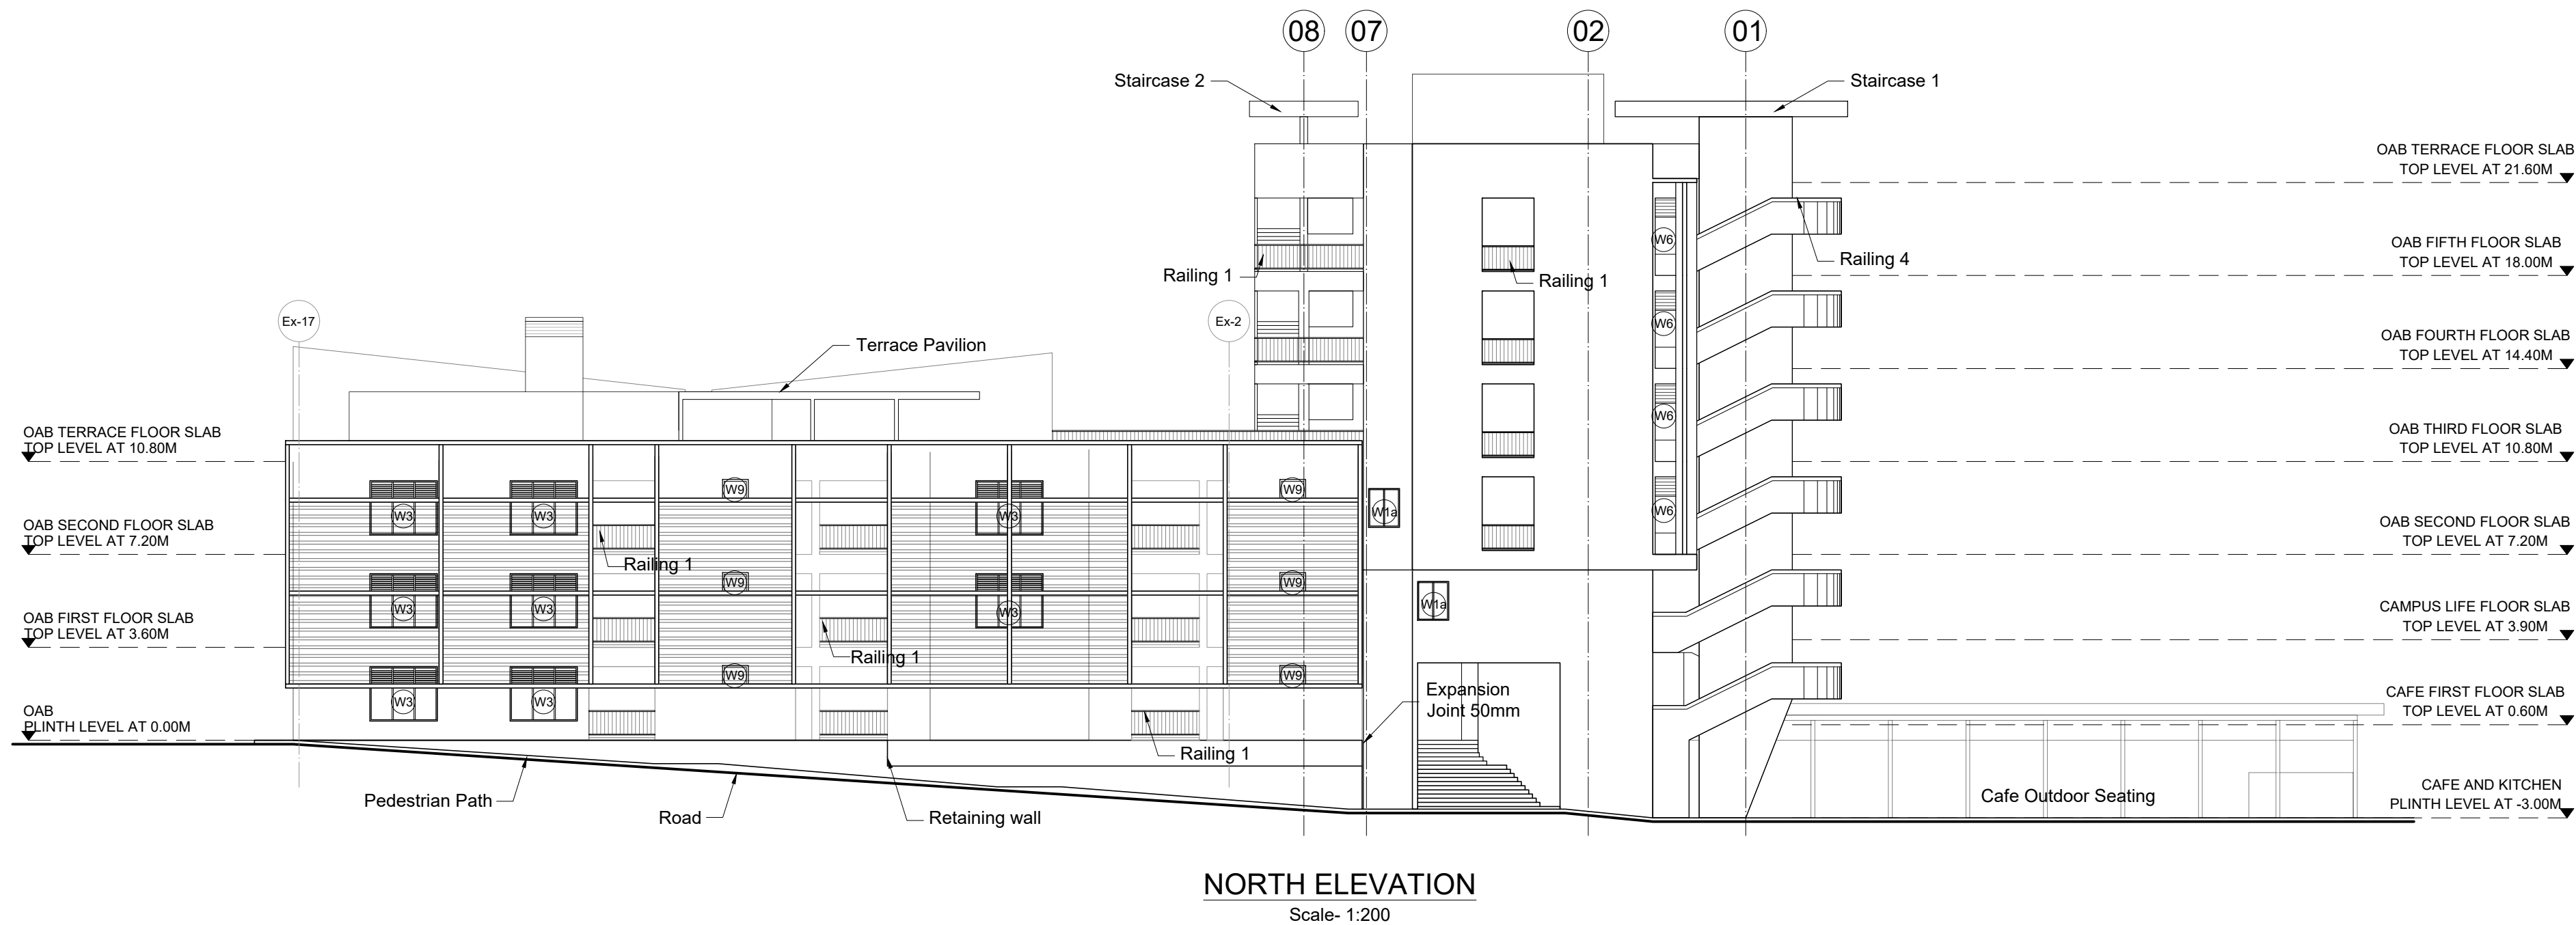 08
07
02
01
Staircase 2
Staircase 1
OAB TERRACE FLOOR SLAB
TOP LEVEL AT 21.60M
W6
OAB FIFTH FLOOR SLAB
TOP LEVEL AT 18.00M
Railing 4
Railing 1
Railing 1
Ex-17
Ex-2
W6
OAB FOURTH FLOOR SLAB
TOP LEVEL AT 14.40M
Terrace Pavilion
W6
OAB TERRACE FLOOR SLAB
TOP LEVEL AT 10.80M
OAB THIRD FLOOR SLAB
TOP LEVEL AT 10.80M
W9
W9
W3
W3
W3
W1a
W6
OAB SECOND FLOOR SLAB
TOP LEVEL AT 7.20M
OAB SECOND FLOOR SLAB
TOP LEVEL AT 7.20M
Railing 1
W9
W9
W3
W3
W3
W1a
OAB FIRST FLOOR SLAB
TOP LEVEL AT 3.60M
CAMPUS LIFE FLOOR SLAB
TOP LEVEL AT 3.90M
Railing 1
W9
W9
W3
W3
Expansion
Joint 50mm
CAFE FIRST FLOOR SLAB
TOP LEVEL AT 0.60M
OAB
PLINTH LEVEL AT 0.00M
Railing 1
CAFE AND KITCHEN
PLINTH LEVEL AT -3.00M
Cafe Outdoor Seating
Pedestrian Path
Road
Retaining wall
NORTH ELEVATION
Scale- 1:200